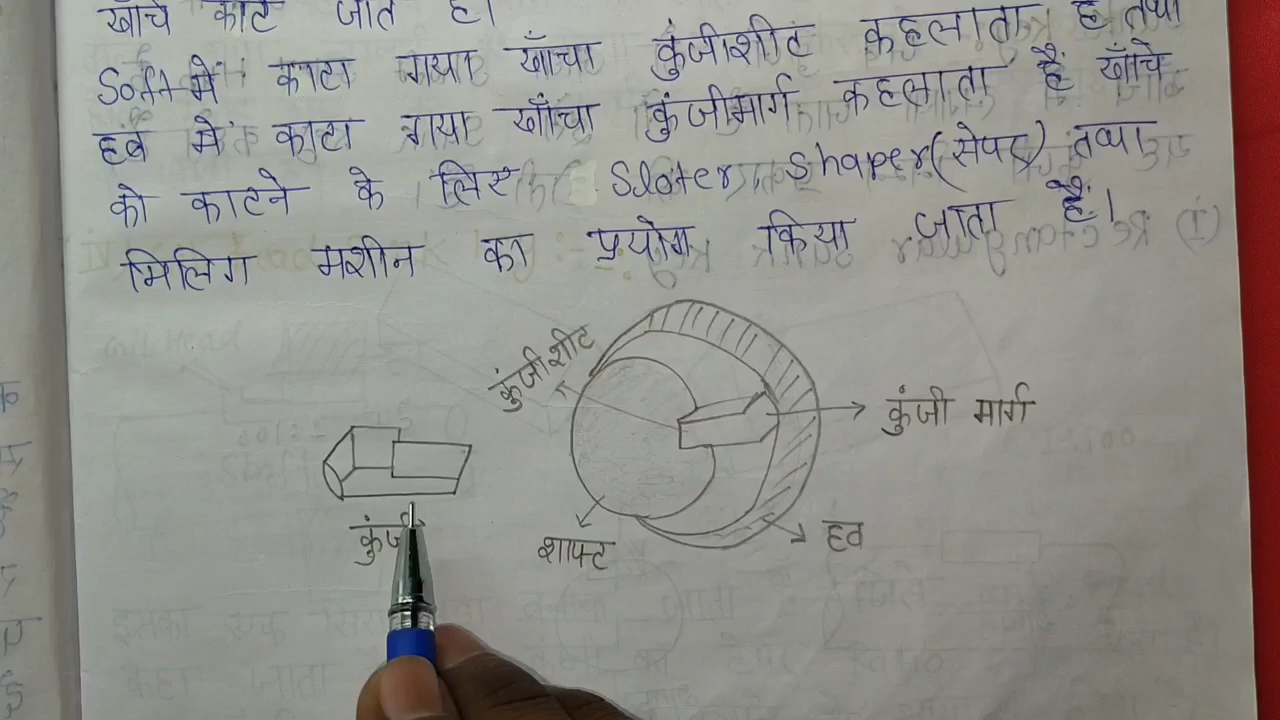 खाँचे काटे जाते है।
Soft में काटा गया खाँचा कुंजीशीट कहलाता है तथा
हब में काटा गया खाँचा कुंजीमार्ग कहलाता है खाँचे
को काटने के लिए Sloter Shaper (सेपर) तथा
मिलिग मशीन का प्रयोग किया जाता हैं।
कुंजीशीट
कुंजी मार्ग
कुंजी
शाफ्ट
हब